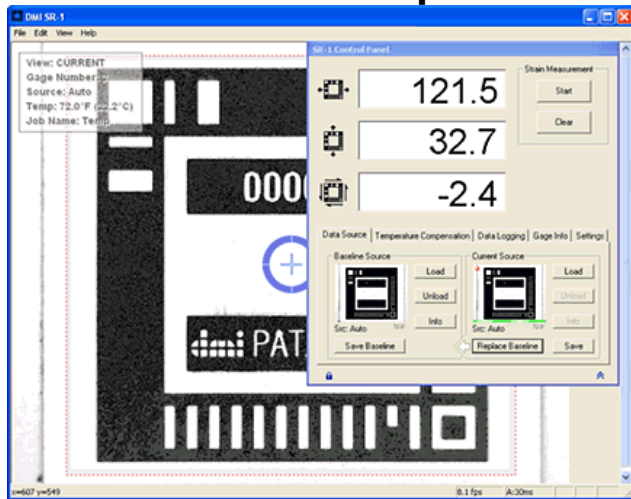 DMI SR-1
File Edit View Help
View: CURRENT
Gage Number:
Source: Auto
Temp: 72.0°F (22.2°C)
Job Name: Temp
0000
dmi PAT.
SR-1 Control Panel
121.5
32.7
-2.4
Strain Measurement
Start
Clear
Data Source Temperature Compensation Data Logging Gage Info Settings
Baseline Source
Load
Unload
Info
Src: Auto
Save Baseline
Current Source
Load
Unload
Info
Src: Auto
Replace Baseline Save
x=607 y=549 8.1 fps A:30ms